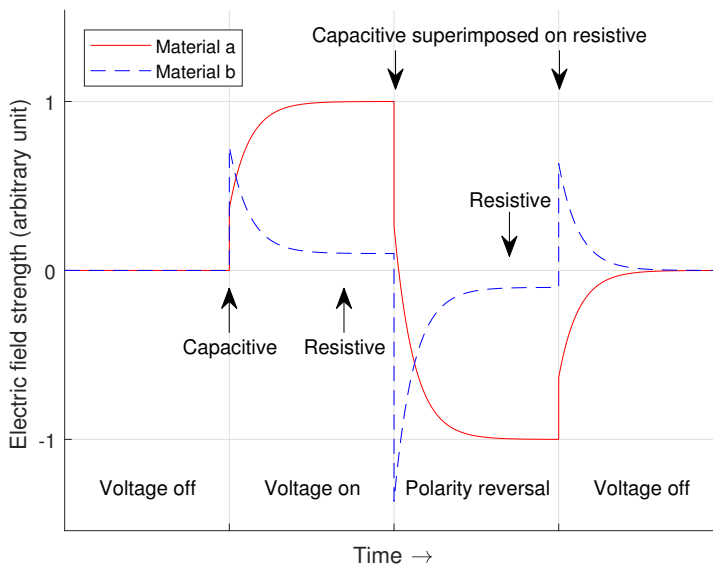 Capacitive superimposed on resistive
Material a
Material b
Electric field strength (arbitrary unit)
1
0
-1
Resistive
Capacitive
Resistive
Voltage off
Voltage on
Polarity reversal
Voltage off
Time →